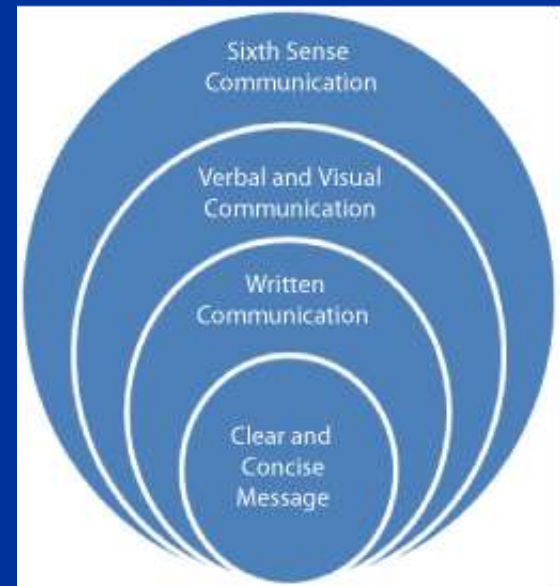 Sixth Sense
Communication
Verbal and Visual
Communication
Written
Communication
Clear and
Concise
Message